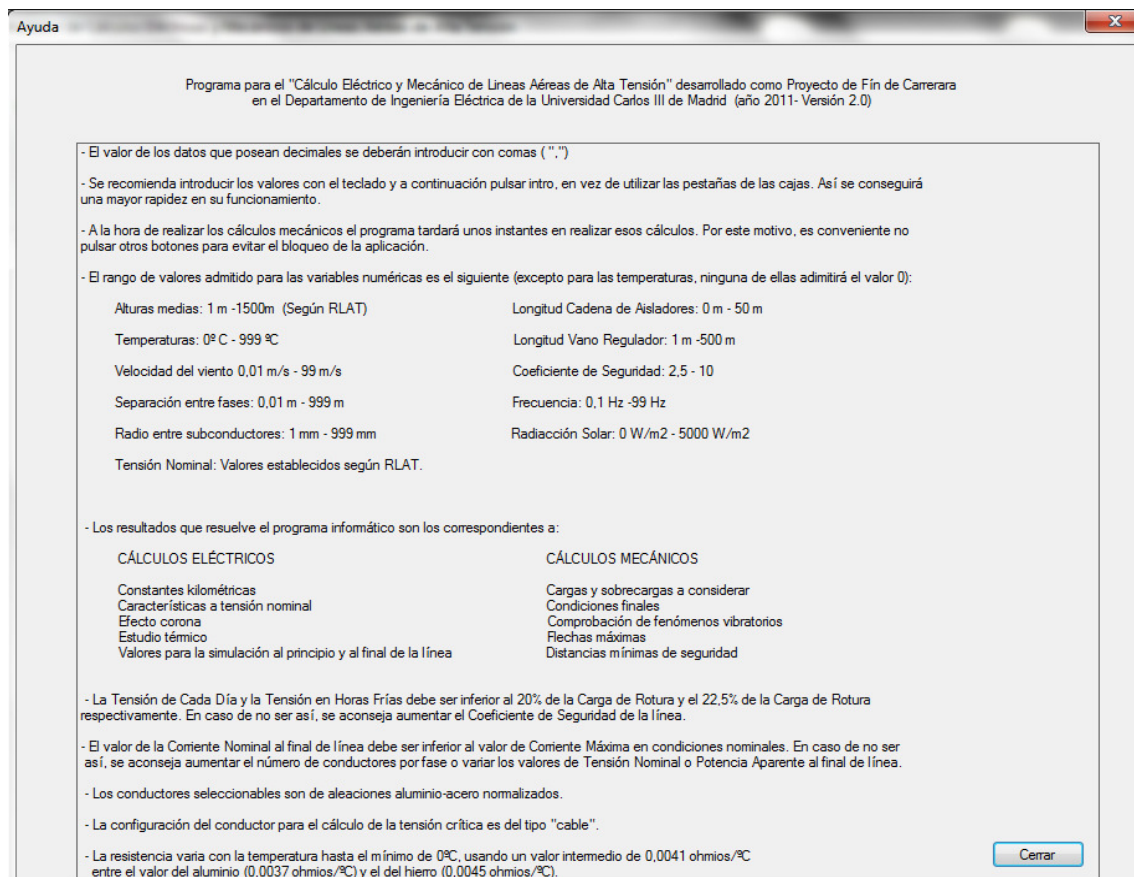 Ayuda
Programa para el "Cálculo Eléctrico y Mecánico de Lineas Aéreas de Alta Tensión" desarrollado como Proyecto de Fín de Carrerara
en el Departamento de Ingeniería Eléctrica de la Universidad Carlos III de Madrid (año 2011- Versión 2.0)
- El valor de los datos que posean decimales se deberán introducir con comas ( ",")
- Se recomienda introducir los valores con el teclado y a continuación pulsar intro, en vez de utilizar las pestañas de las cajas. Así se conseguirá
una mayor rapidez en su funcionamiento.
- A la hora de realizar los cálculos mecánicos el programa tardará unos instantes en realizar esos cálculos. Por este motivo, es conveniente no
pulsar otros botones para evitar el bloqueo de la aplicación.
- El rango de valores admitido para las variables numéricas es el siguiente (excepto para las temperaturas, ninguna de ellas admitirá el valor 0):
Alturas medias: 1 m -1500m (Según RLAT)
Longitud Cadena de Aisladores: 0 m - 50 m
Temperaturas: 0º C - 999 ºC
Longitud Vano Regulador: 1 m -500 m
Velocidad del viento 0,01 m/s - 99 m/s
Coeficiente de Seguridad: 2,5 - 10
Separación entre fases: 0,01 m - 999 m
Frecuencia: 0,1 Hz -99 Hz
Radio entre subconductores: 1 mm - 999 mm
Radiacción Solar: 0 W/m2 - 5000 W/m2
Tensión Nominal: Valores establecidos según RLAT.
- Los resultados que resuelve el programa informático son los correspondientes a:
CÁLCULOS ELÉCTRICOS
Constantes kilométricas
Características a tensión nominal
Efecto corona
Estudio térmico
Valores para la simulación al principio y al final de la línea
CÁLCULOS MECÁNICOS
Cargas y sobrecargas a considerar
Condiciones finales
Comprobación de fenómenos vibratorios
Flechas máximas
Distancias mínimas de seguridad
- La Tensión de Cada Día y la Tensión en Horas Frías debe ser inferior al 20% de la Carga de Rotura y el 22,5% de la Carga de Rotura
respectivamente. En caso de no ser así, se aconseja aumentar el Coeficiente de Seguridad de la línea.
- El valor de la Corriente Nominal al final de línea debe ser inferior al valor de Corriente Máxima en condiciones nominales. En caso de no ser
así, se aconseja aumentar el número de conductores por fase o variar los valores de Tensión Nominal o Potencia Aparente al final de línea.
- Los conductores seleccionables son de aleaciones aluminio-acero normalizados.
- La configuración del conductor para el cálculo de la tensión crítica es del tipo "cable".
- La resistencia varia con la temperatura hasta el mínimo de 0ºC, usando un valor intermedio de 0,0041 ohmios/ºC
entre el valor del aluminio (0,0037 ohmios/ºC) y el del hierro (0,0045 ohmios/ºC).
Cerrar